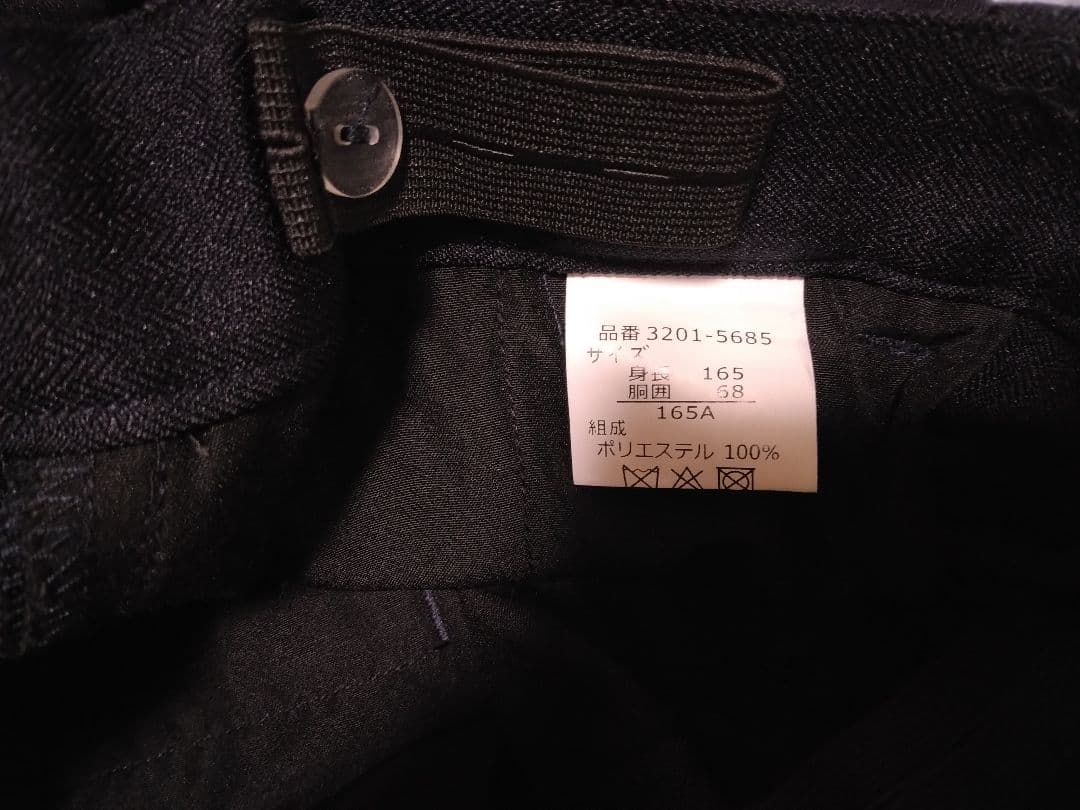 品番 3201-5685
サイズ
身長 165
胴囲 68
165A
組成
ポリエステル 100%